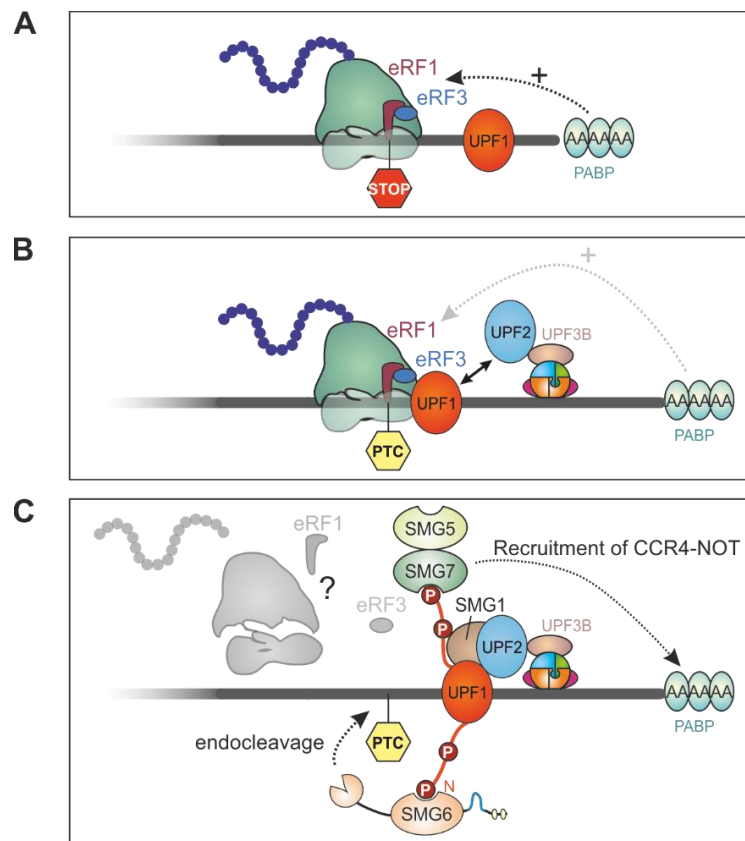 A
eRF1
eRF3
+
UPF1
AAAAAA
PABP
STOP
B
+
eRF1
UPF2
UPF3B
eRF3
UPF1
AAAAAA
PABP
PTC
C
eRF1
SMG5
Recruitment of CCR4-NOT
?
SMG7
eRF3
P
SMG1
P
UPF2
UPF3B
UPF1
AAAAAA
PABP
endocleavage
PTC
P
P
N
SMG6